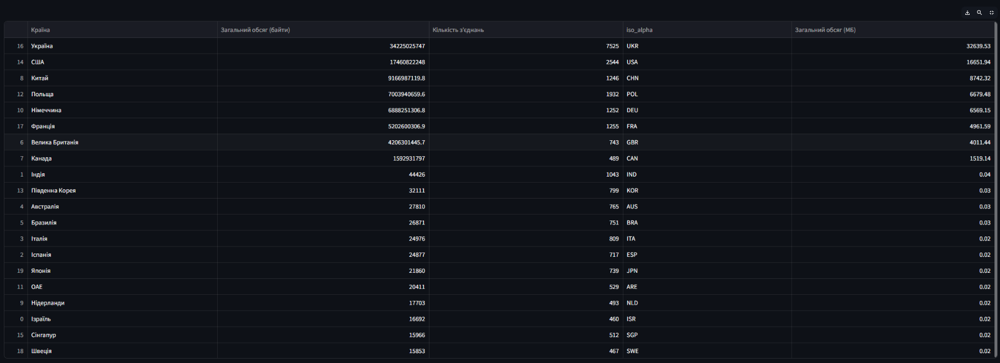 Країна Загальний обсяг (байти) Кількість з'єднань iso_alpha Загальний обсяг (МБ)
16 Україна 34225025747 7525 UKR 32639.53
14 США 17460822248 2544 USA 16651.94
8 Китай 9166987119.8 1246 CHN 8742.32
12 Польща 7003940659.6 1932 POL 6679.48
10 Німеччина 6888251306.8 1252 DEU 6569.15
17 Франція 5202600306.9 1255 FRA 4961.59
6 Велика Британія 4206301445.7 743 GBR 4011.44
7 Канада 1592931797 489 CAN 1519.14
1 Індія 44426 1043 IND 0.04
13 Південна Корея 32111 799 KOR 0.03
4 Австралія 27810 765 AUS 0.03
5 Бразилія 26871 751 BRA 0.03
3 Італія 24976 809 ITA 0.02
2 Іспанія 24877 717 ESP 0.02
19 Японія 21860 739 JPN 0.02
11 ОАЕ 20411 529 ARE 0.02
9 Нідерланди 17703 493 NLD 0.02
0 Ізраїль 16692 460 ISR 0.02
15 Сінгапур 15966 512 SGP 0.02
18 Швеція 15853 467 SWE 0.02